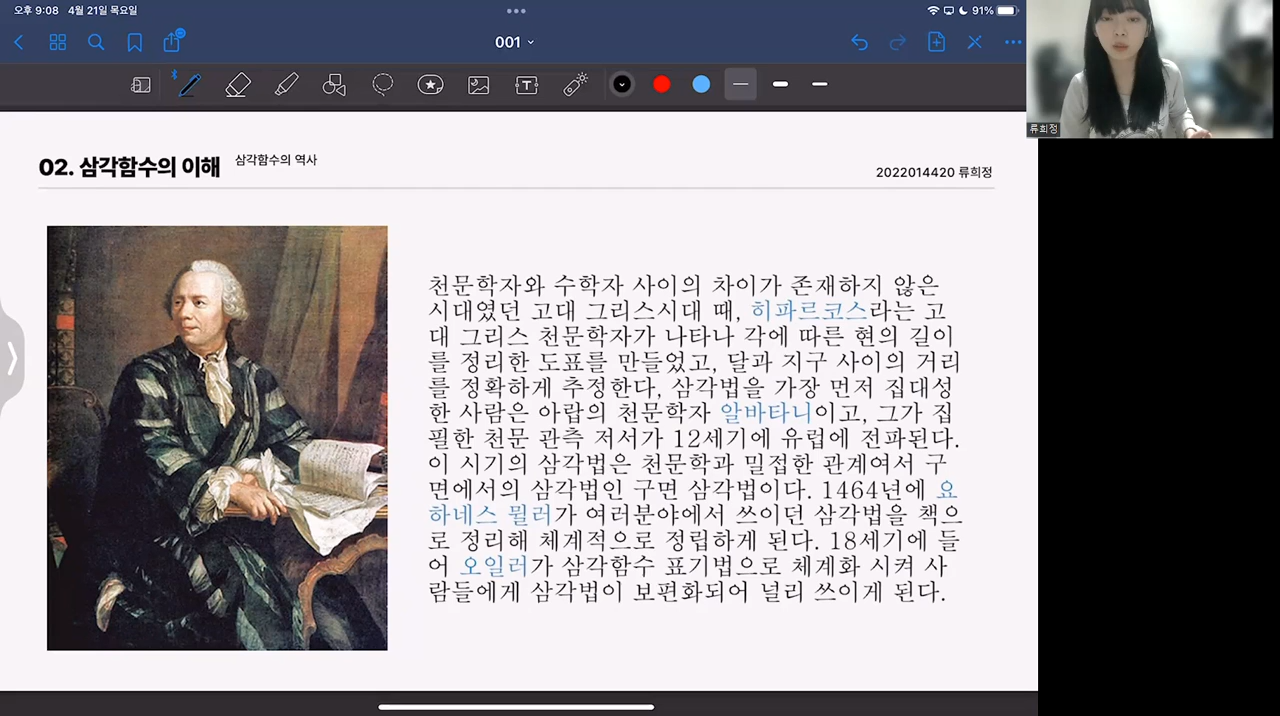 오후 9:08 4월 21일 목요일
91%
001
류희정
02. 삼각함수의 이해 삼각함수의 역사
2022014420 류희정
천문학자와 수학자 사이의 차이가 존재하지 않은
시대였던 고대 그리스시대 때, 히파르코스라는 고
대 그리스 천문학자가 나타나 각에 따른 현의 길이
를 정리한 도표를 만들었고, 달과 지구 사이의 거리
를 정확하게 추정한다, 삼각법을 가장 먼저 집대성
한 사람은 아랍의 천문학자 알바타니이고, 그가 집
필한 천문 관측 저서가 12세기에 유럽에 전파된다.
이 시기의 삼각법은 천문학과 밀접한 관계여서 구
면에서의 삼각법인 구면 삼각법이다. 1464년에 요
하네스 뮐러가 여러분야에서 쓰이던 삼각법을 책으
로 정리해 체계적으로 정립하게 된다. 18세기에 들
어 오일러가 삼각함수 표기법으로 체계화 시켜 사
람들에게 삼각법이 보편화되어 널리 쓰이게 된다.